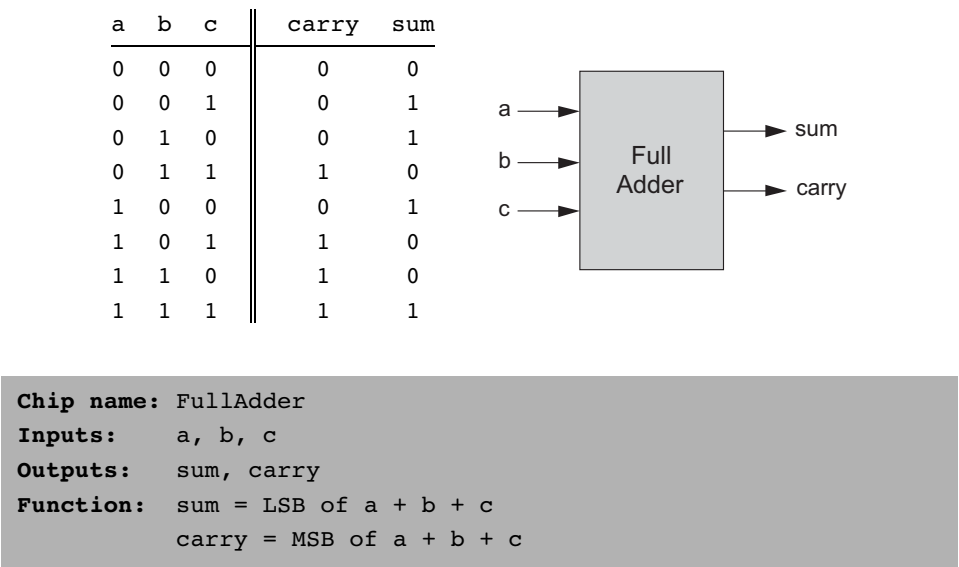 a b c carry sum
0 0 0 0 0
0 0 1 0 1
0 1 0 0 1
0 1 1 1 0
1 0 0 0 1
1 0 1 1 0
1 1 0 1 0
1 1 1 1 1
a
b
c
Full
Adder
sum
carry
Chip name: FullAdder
Inputs: a, b, c
Outputs: sum, carry
Function: sum = LSB of a + b + c
carry = MSB of a + b + c